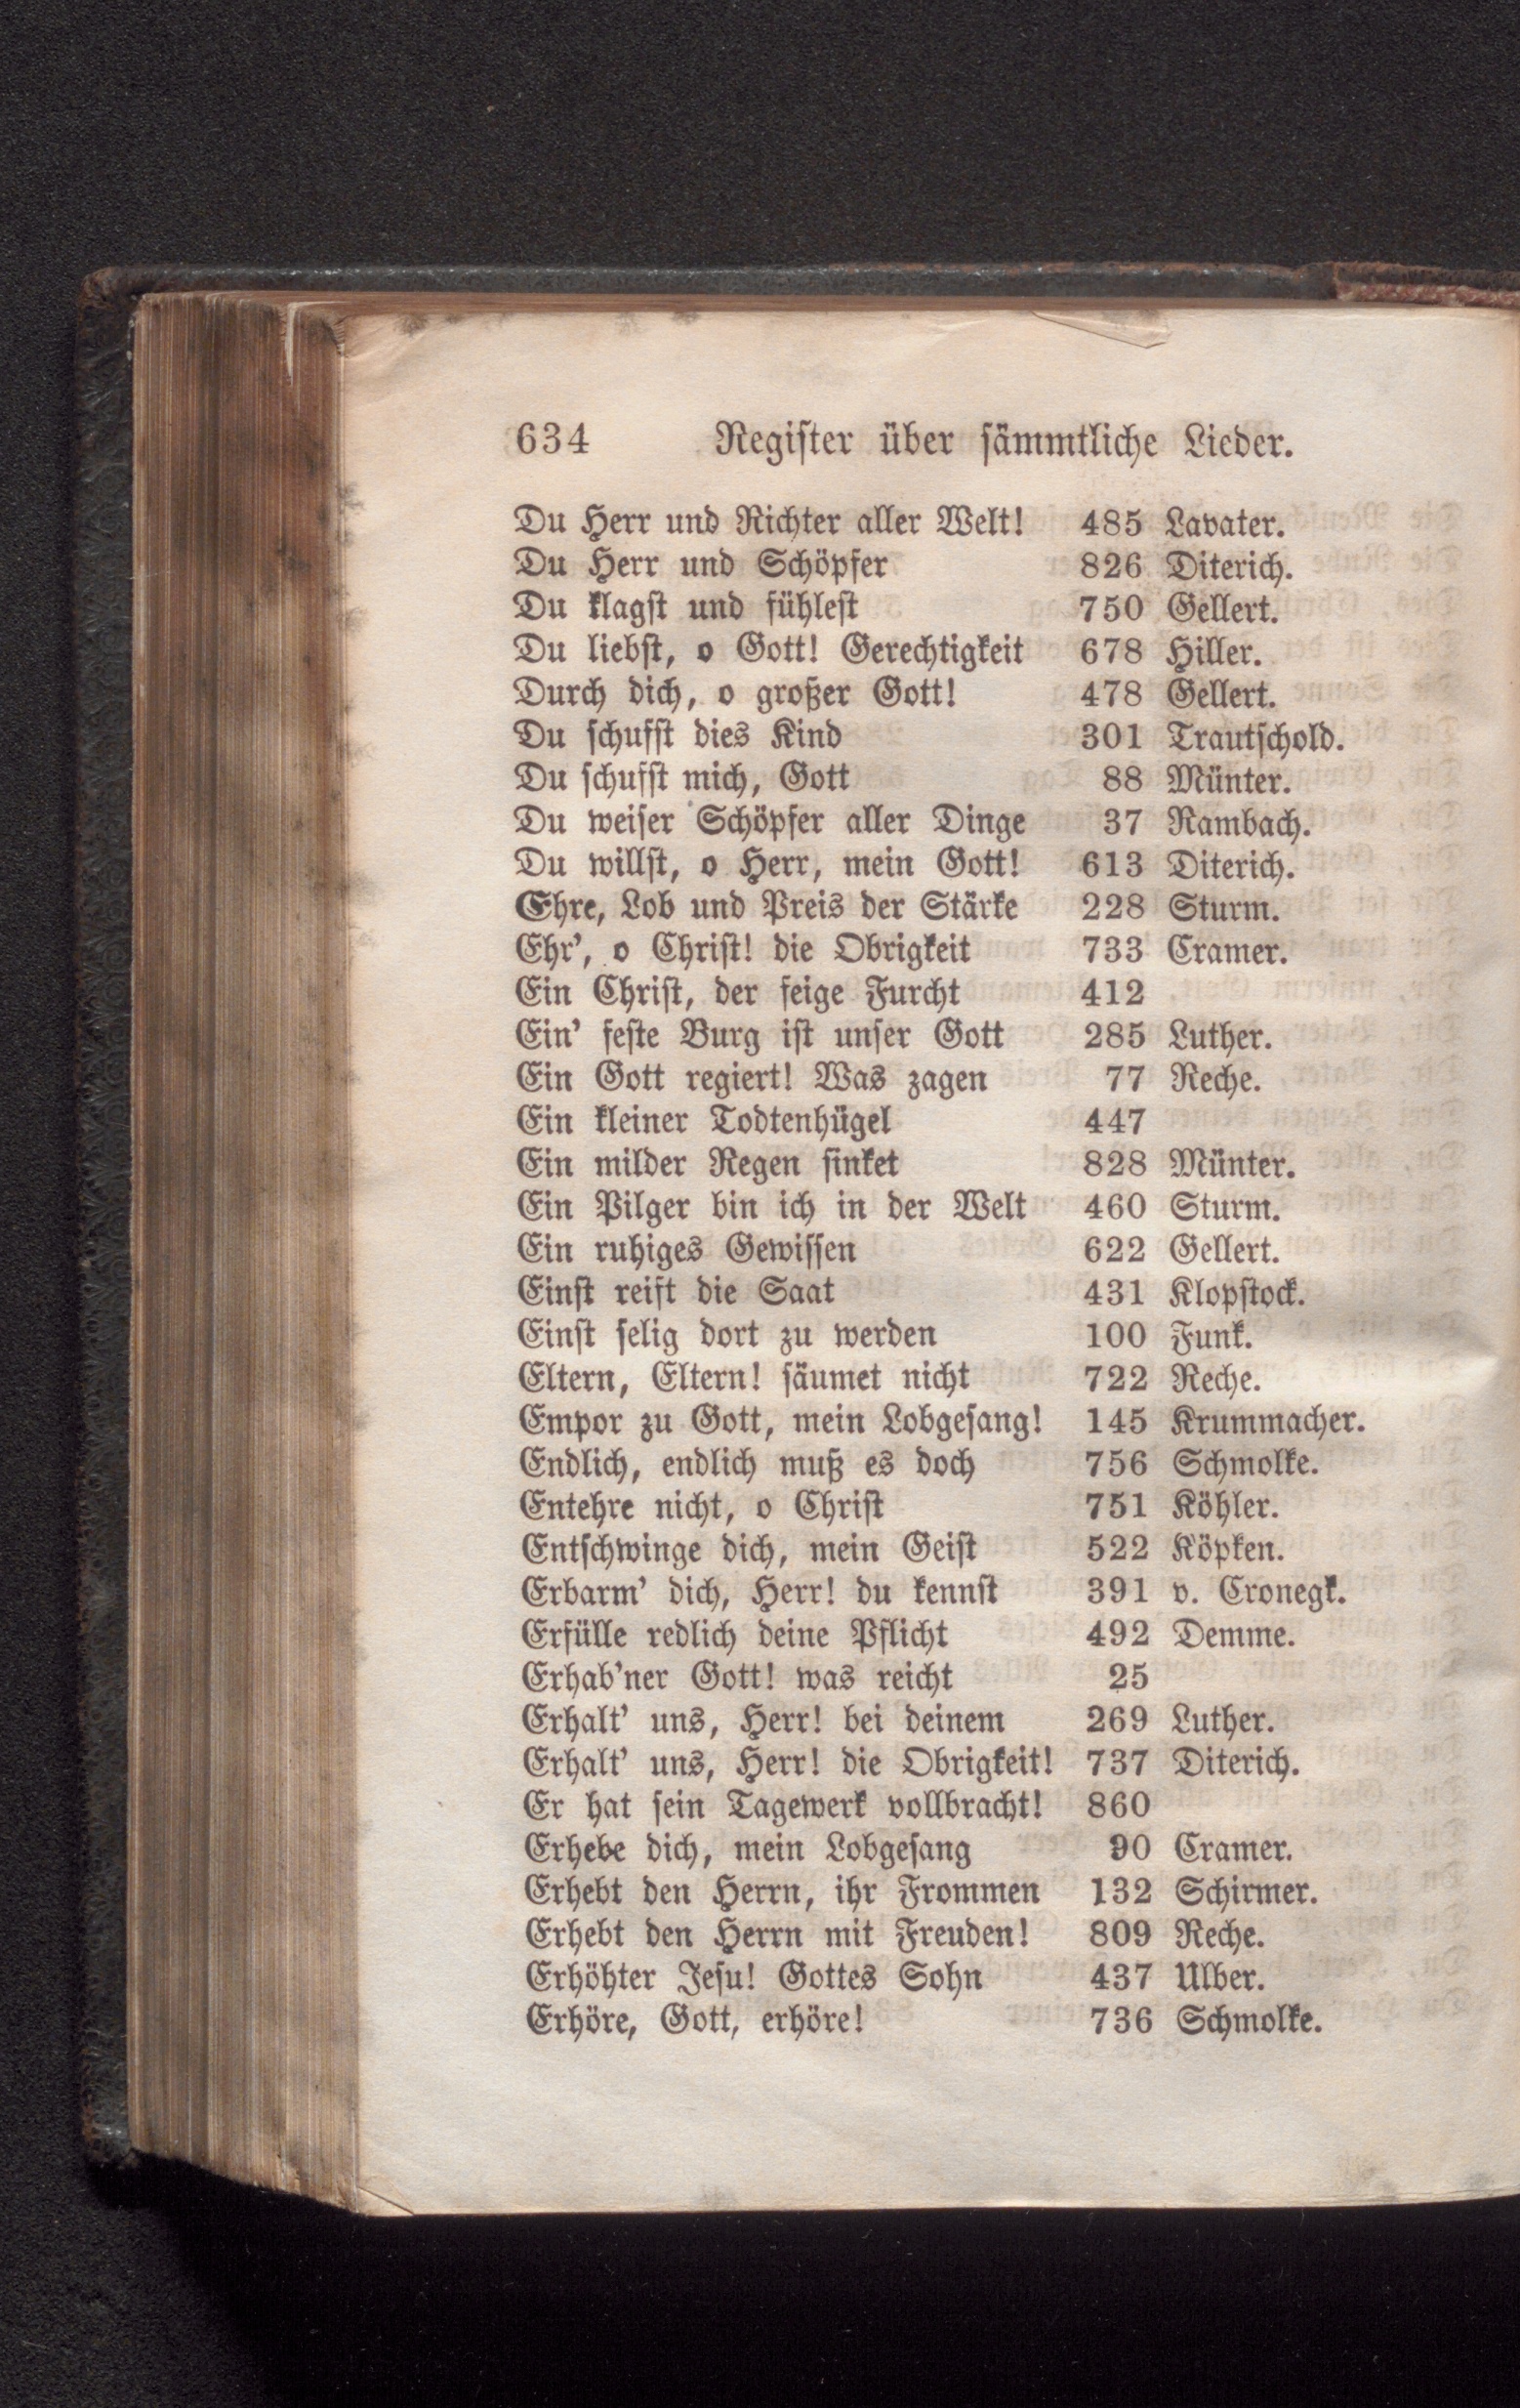 634 Register über sämmtliche Lieder.
Du Herr und Richter aller Welt! 485 Lavater.
Du Herr und Schöpfer 826 Diterich.
Du klagst und fühlest 750 Gellert.
Du liebst, o Gott! Gerechtigkeit 678 Hiller.
Durch dich, o großer Gott! 478 Gellert.
Du schufst dies Kind 301 Trautschold.
Du schufst mich, Gott 88 Münter.
Du weiser Schöpfer aller Dinge 37 Rambach.
Du willst, o Herr, mein Gott! 613 Diterich.
Ehre, Lob und Preis der Stärke 228 Sturm.
Ehr', o Christ! die Obrigkeit 733 Cramer.
Ein Christ, der feige Furcht 412
Ein' feste Burg ist unser Gott 285 Luther.
Ein Gott regiert! Was zagen 77 Reche.
Ein kleiner Todtenhügel 447
Ein milder Regen sinket 828 Münter.
Ein Pilger bin ich in der Welt 460 Sturm.
Ein ruhiges Gewissen 622 Gellert.
Einst reift die Saat 431 Klopstock.
Einst selig dort zu werden 100 Funk.
Eltern, Eltern! säumet nicht 722 Reche.
Empor zu Gott, mein Lobgesang! 145 Krummacher.
Endlich, endlich muß es doch 756 Schmolke.
Entehre nicht, o Christ 751 Köhler.
Entschwinge dich, mein Geist 522 Köpken.
Erbarm' dich, Herr! du kennst 391 v. Cronegk.
Erfülle redlich deine Pflicht 492 Demme.
Erhab'ner Gott! was reicht 25
Erhalt' uns, Herr! bei deinem 269 Luther.
Erhalt' uns, Herr! die Obrigkeit! 737 Diterich.
Er hat sein Tagewerk vollbracht! 860
Erhebe dich, mein Lobgesang 90 Cramer.
Erhebt den Herrn, ihr Frommen 132 Schirmer.
Erhebt den Herrn mit Freuden! 809 Reche.
Erhöhter Jesu! Gottes Sohn 437 Ulber.
Erhöre, Gott, erhöre! 736 Schmolke.